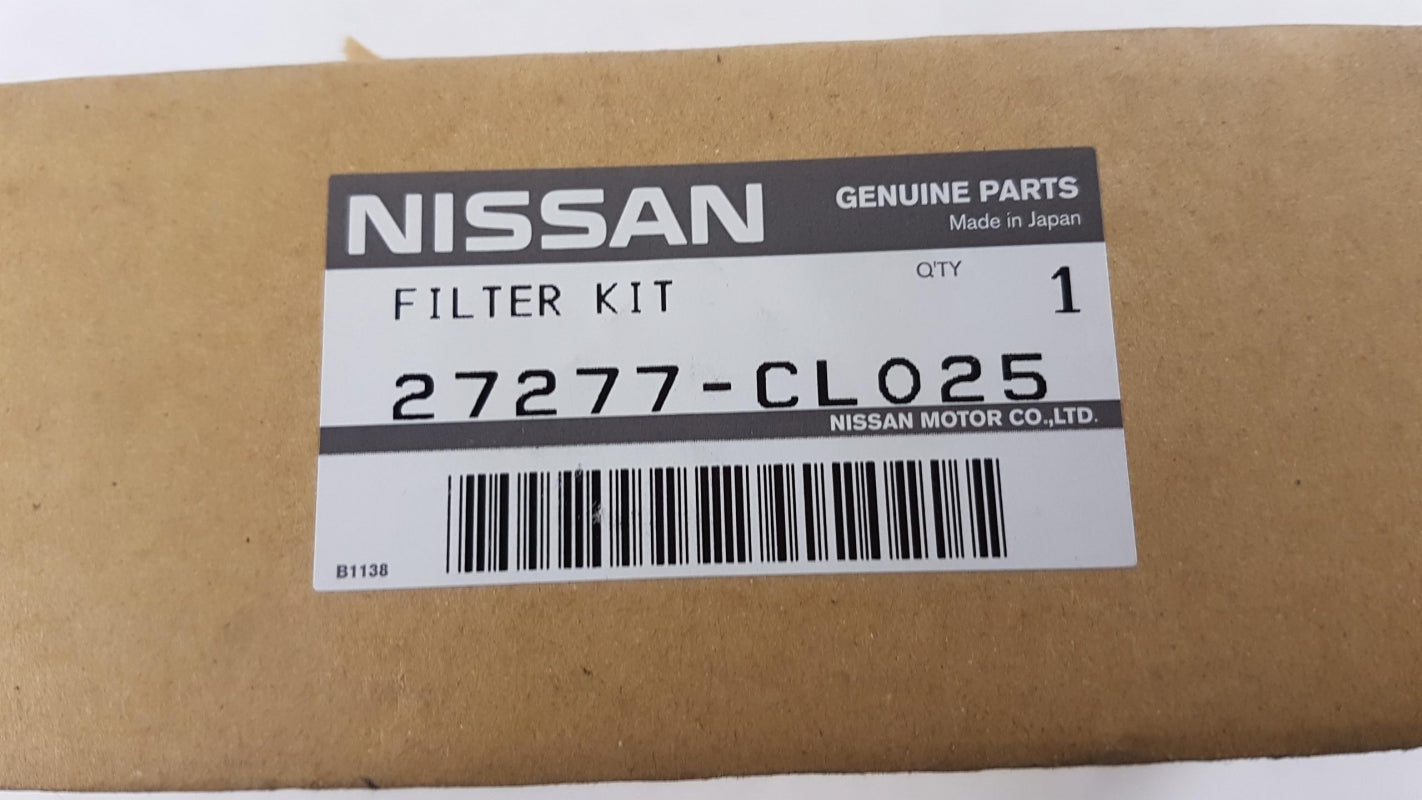 NISSAN
GENUINE PARTS
Made in Japan
FILTER KIT
Q'TY
1
27277-CL025
NISSAN MOTOR CO.,LTD.
B1138